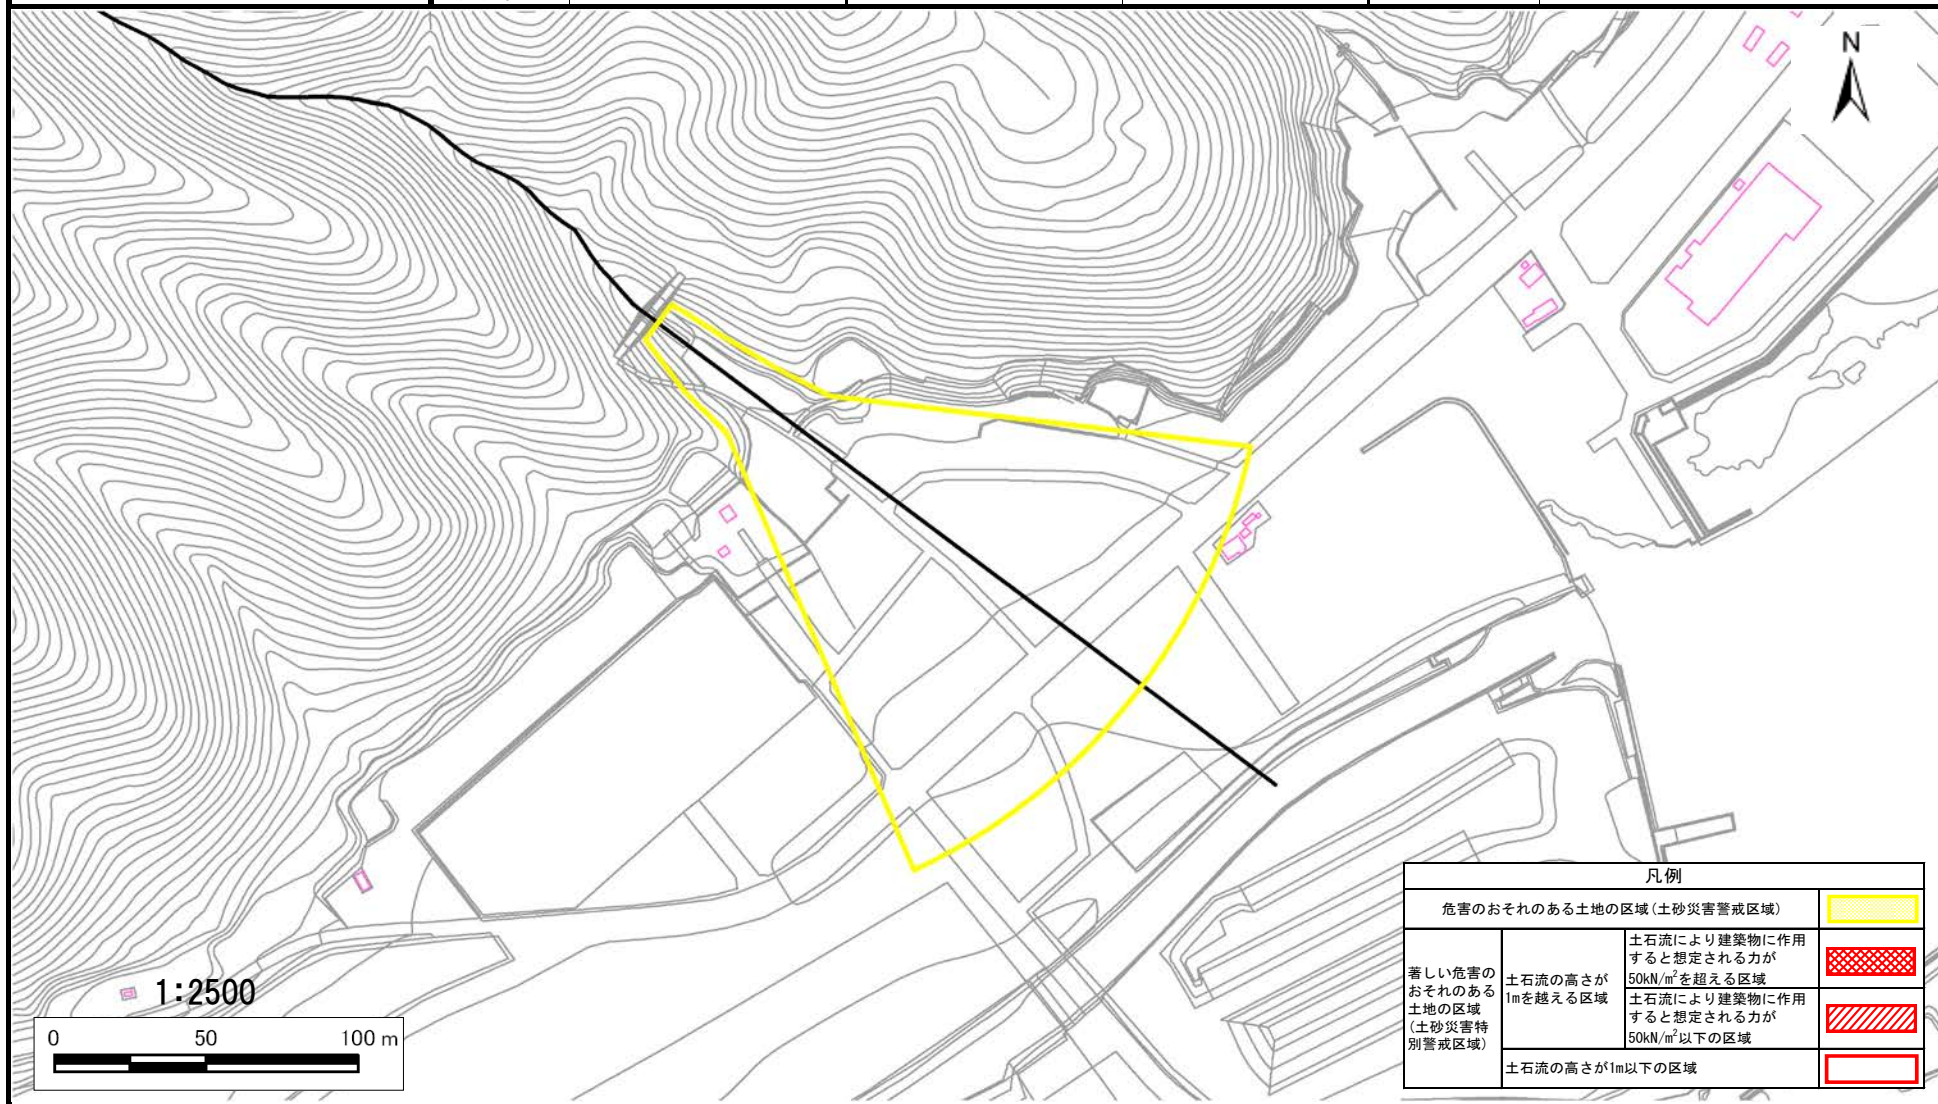 N
1:2500
0 50 100 m
凡例
危害のおそれのある土地の区域(土砂災害警戒区域)
著しい危害の
おそれのある
土地の区域
(土砂災害特
別警戒区域)
土石流の高さが
1mを越える区域
土石流により建築物に作用
すると想定される力が
50kN/m²を超える区域
土石流により建築物に作用
すると想定される力が
50kN/m²以下の区域
土石流の高さが1m以下の区域